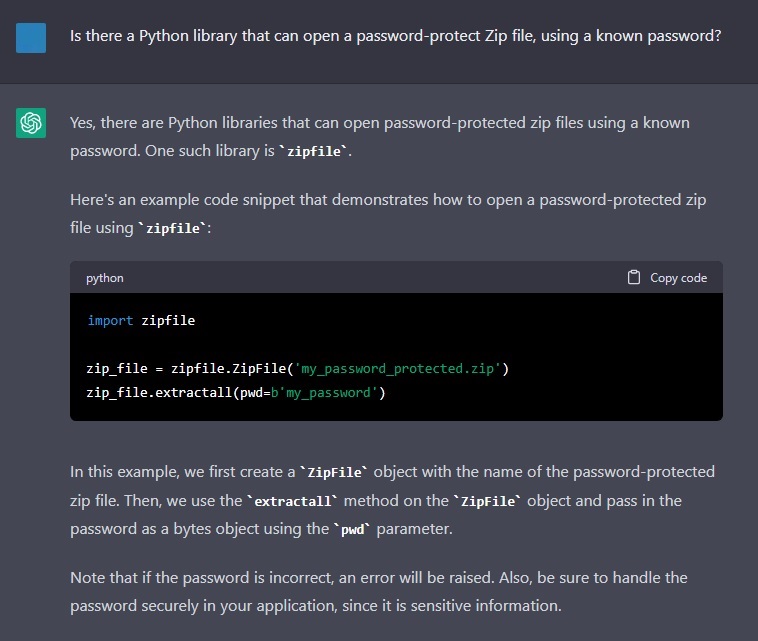 Is there a Python library that can open a password-protect Zip file, using a known password?
Yes, there are Python libraries that can open password-protected zip files using a known
password. One such library is `zipfile`.
Here's an example code snippet that demonstrates how to open a password-protected zip
file using `zipfile`:
python Copy code
import zipfile
zip_file = zipfile.ZipFile('my_password_protected.zip')
zip_file.extractall(pwd=b'my_password')
In this example, we first create a `ZipFile` object with the name of the password-protected
zip file. Then, we use the `extractall` method on the `ZipFile` object and pass in the
password as a bytes object using the `pwd` parameter.
Note that if the password is incorrect, an error will be raised. Also, be sure to handle the
password securely in your application, since it is sensitive information.